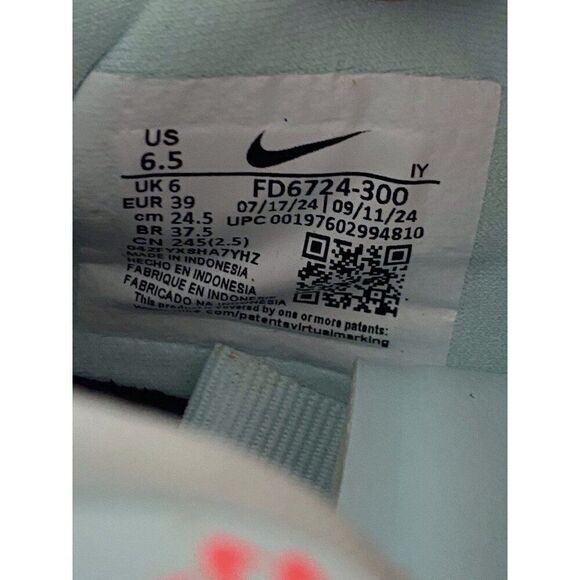 US
6.5
IY
UK 6
EUR 39
cm 24.5
BR 37.5
CN 245(2.5)
FD6724-300
07/17/24 | 09/11/24
UPC 00197602994810
MADE IN INDONESIA
HECHO EN INDONESIA
FABRIQUE EN INDONESIA
FABRICADO NA INDONESIA
This product is covered by one or more patents:
.com/patentsvirtualmarking